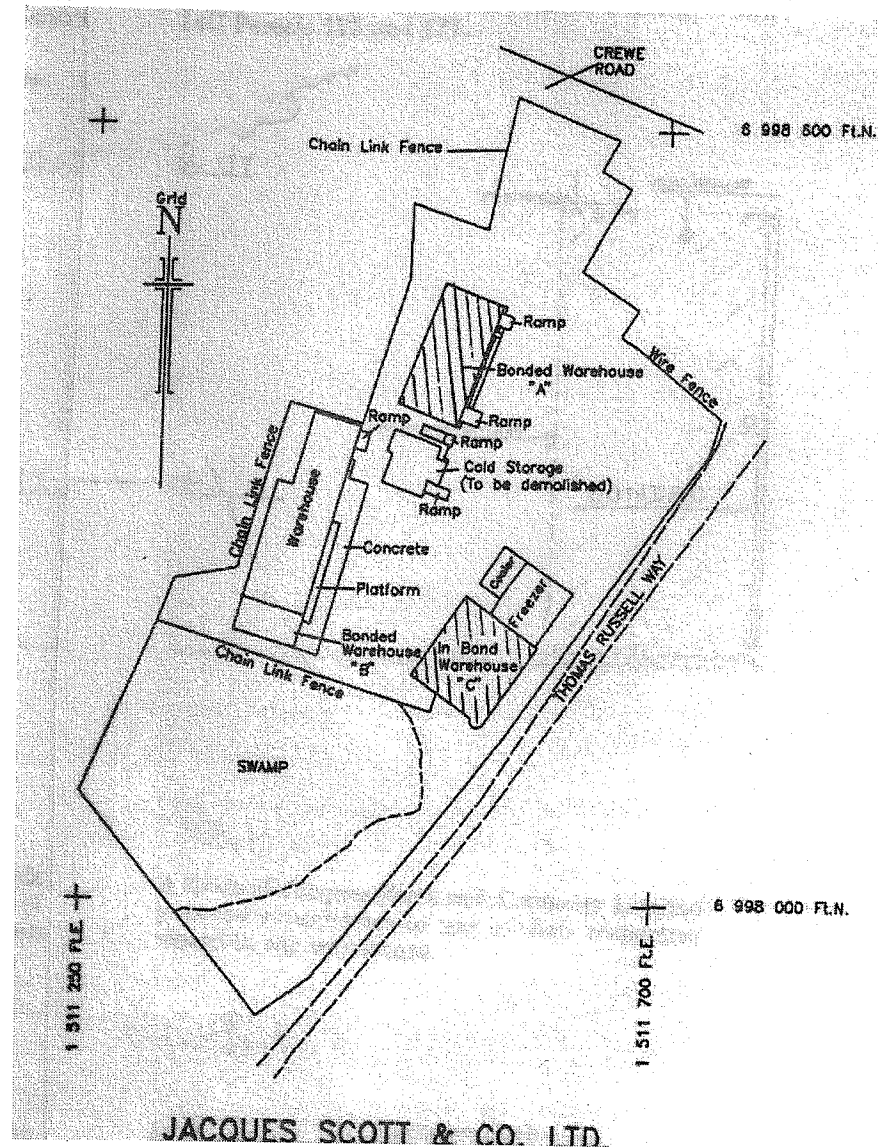 CREWE
ROAD
6 998 600 Ft.N.
Chain Link Fence
Grid
N
Ramp
Bonded Warehouse
"A"
Wire Fence
Ramp
Ramp
Ramp
Cold Storage
(To be demolished)
Ramp
Chain Link Fence
Warehouse
Concrete
Platform
Cooler
Freezer
THOMAS RUSSELL WAY
Bonded
Warehouse
"B"
In Bond
Warehouse
"C"
Chain Link Fence
SWAMP
6 998 000 Ft.N.
1 511 250 Ft.E.
1 511 700 Ft.E.
JACQUES SCOTT & CO. LTD.